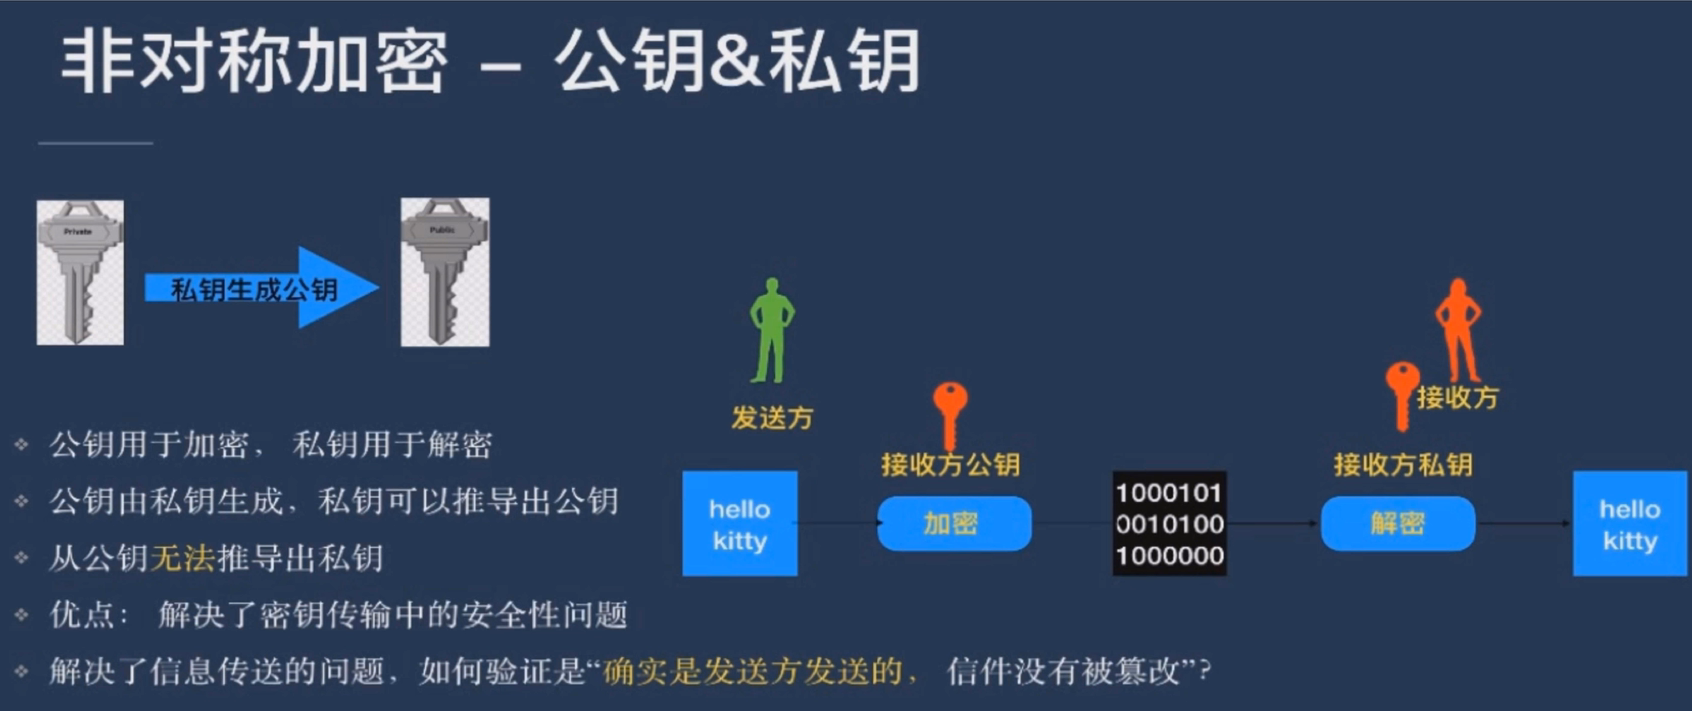 非对称加密 – 公钥&私钥
Private
私钥生成公钥
Public
公钥用于加密， 私钥用于解密
公钥由私钥生成，私钥可以推导出公钥
从公钥无法推导出私钥
优点： 解决了密钥传输中的安全性问题
解决了信息传送的问题，如何验证是“确实是发送方发送的， 信件没有被篡改”?
发送方
接收方
接收方公钥
接收方私钥
hello
kitty
加密
1000101
0010100
1000000
解密
hello
kitty